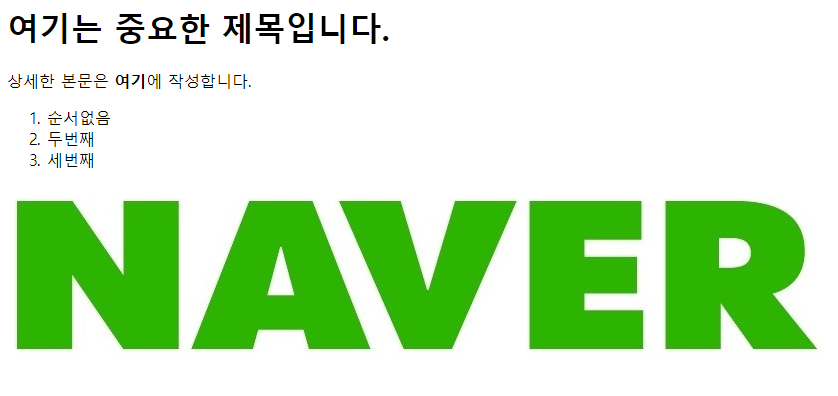 여기는 중요한 제목입니다.
상세한 본문은 여기에 작성합니다.
1. 순서없음
2. 두번째
3. 세번째
NAVER